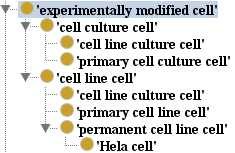 'experimentally modified cell'
'cell culture cell'
'cell line culture cell'
'primary cell culture cell'
'cell line cell'
'cell line culture cell'
'primary cell line cell'
'permanent cell line cell'
'Hela cell'